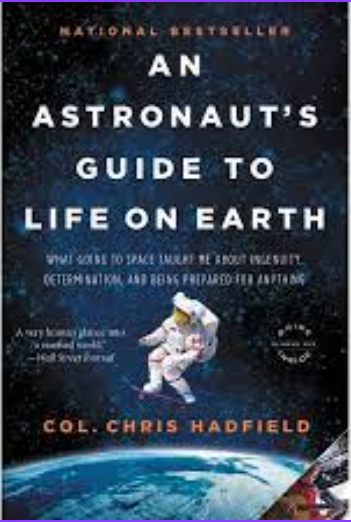 NATIONAL BESTSELLER
AN
ASTRONAUT'S
GUIDE TO
LIFE ON EARTH
WHAT GOING TO SPACE TAUGHT ME ABOUT INGENUITY,
DETERMINATION, AND BEING PREPARED FOR ANYTHING
"A very human glimpse into
a rarefied world."
—Wall Street Journal
COL. CHRIS HADFIELD